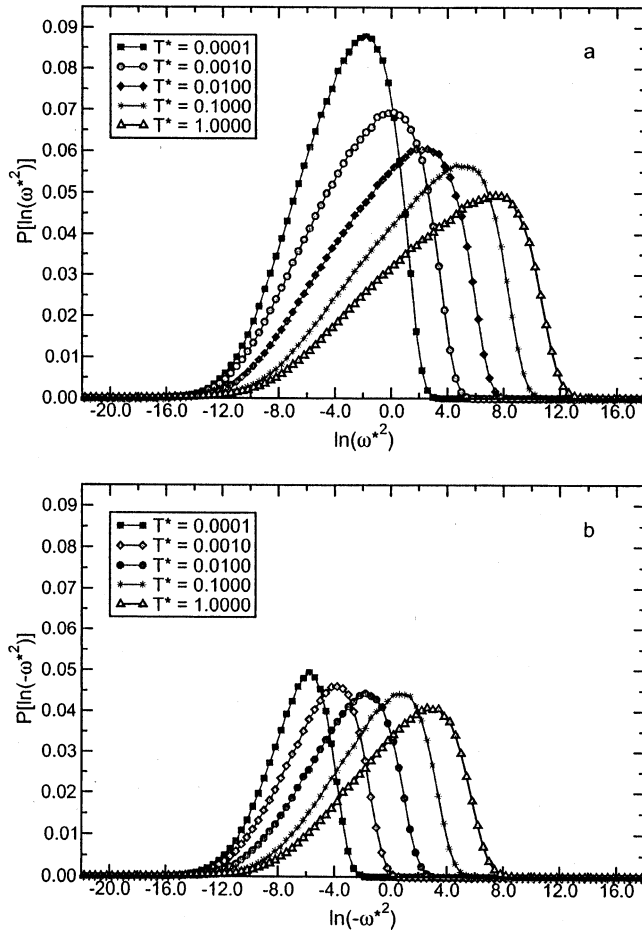 a
T* = 0.0001
T* = 0.0010
T* = 0.0100
T* = 0.1000
T* = 1.0000
P[ln(ω*²)]
0.09
0.08
0.07
0.06
0.05
0.04
0.03
0.02
0.01
0.00
-20.0 -16.0 -12.0 -8.0 -4.0 0.0 4.0 8.0 12.0 16.0
ln(ω*²)
b
T* = 0.0001
T* = 0.0010
T* = 0.0100
T* = 0.1000
T* = 1.0000
P[ln(-ω*²)]
0.09
0.08
0.07
0.06
0.05
0.04
0.03
0.02
0.01
0.00
-20.0 -16.0 -12.0 -8.0 -4.0 0.0 4.0 8.0 12.0 16.0
ln(-ω*²)